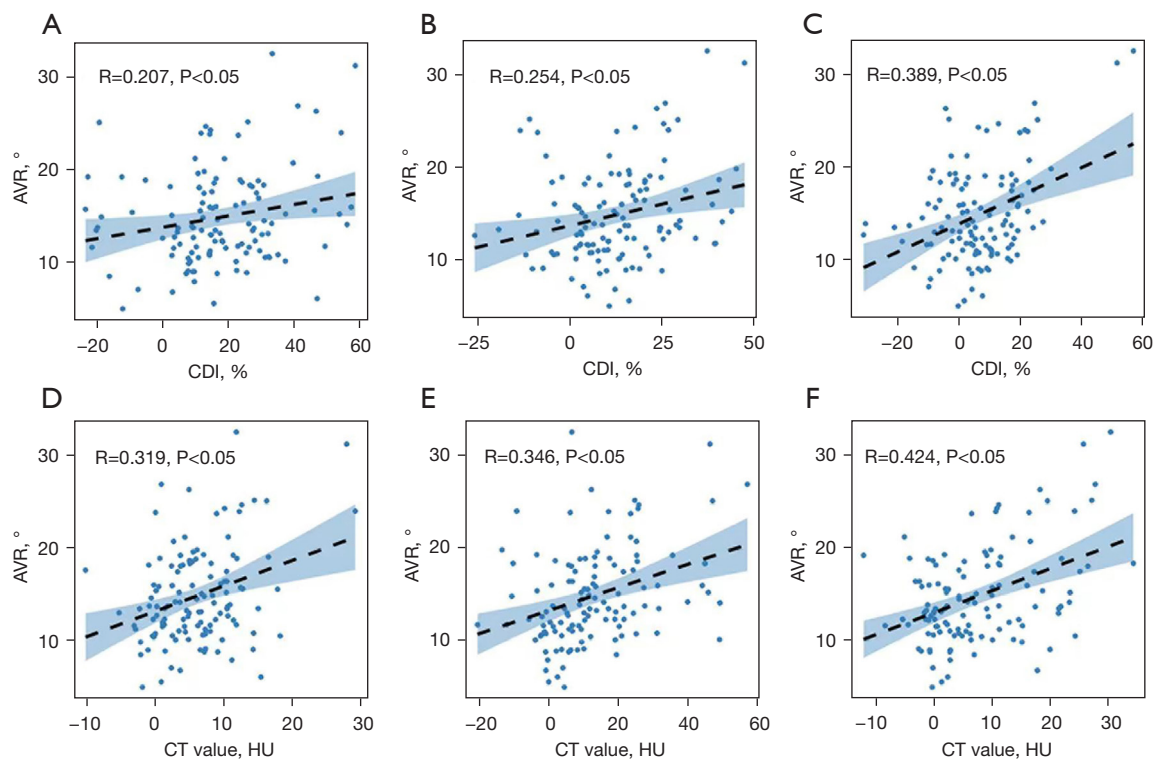 A
R=0.207, P<0.05
30
20
10
AVR, °
−20 0 20 40 60
CDI, %
B
R=0.254, P<0.05
30
20
10
AVR, °
−25 0 25 50
CDI, %
C
R=0.389, P<0.05
30
20
10
AVR, °
−20 0 20 40 60
CDI, %
D
R=0.319, P<0.05
30
20
10
AVR, °
−10 0 10 20 30
CT value, HU
E
R=0.346, P<0.05
30
20
10
AVR, °
−20 0 20 40 60
CT value, HU
F
R=0.424, P<0.05
30
20
10
AVR, °
−10 0 10 20 30
CT value, HU